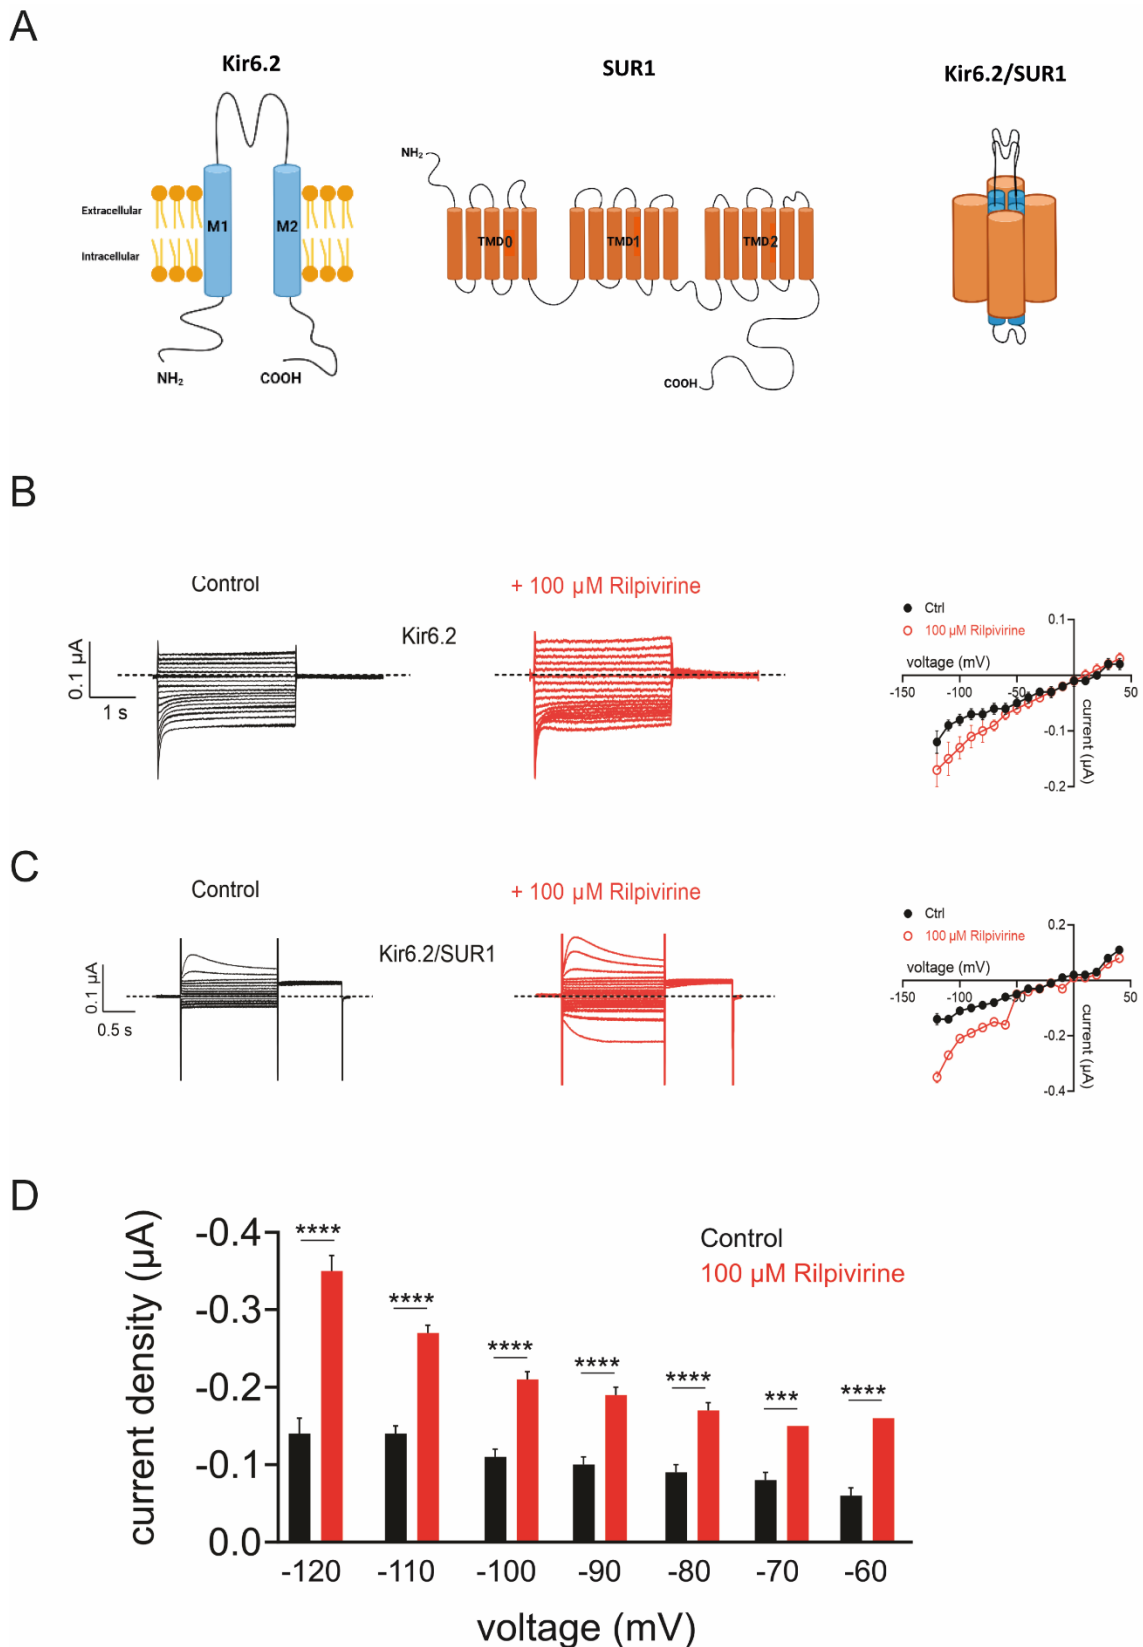 A
Kir6.2
SUR1
Kir6.2/SUR1
NH₂
Extracellular
M1
M2
TMD0
TMD1
TMD2
Intracellular
NH₂
COOH
COOH
B
Control
+ 100 µM Rilpivirine
Ctrl
0.1
100 µM Rilpivirine
Kir6.2
0.1 µA
1 s
voltage (mV)
-150
-100
-50
50
current (µA)
-0.1
-0.2
C
Control
+ 100 µM Rilpivirine
Ctrl
0.2
100 µM Rilpivirine
Kir6.2/SUR1
0.1 µA
0.5 s
voltage (mV)
-150
-100
-50
50
current (µA)
-0.2
-0.4
D
current density (µA)
-0.4
-0.3
-0.2
-0.1
0.0
Control
100 µM Rilpivirine
****
****
****
****
****
***
****
-120
-110
-100
-90
-80
-70
-60
voltage (mV)